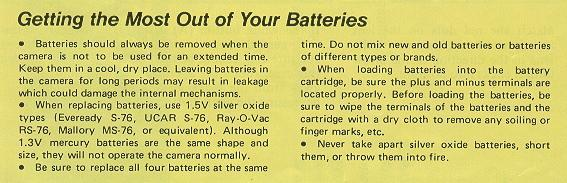 Getting the Most Out of Your Batteries
• Batteries should always be removed when the
camera is not to be used for an extended time.
Keep them in a cool, dry place. Leaving batteries in
the camera for long periods may result in leakage
which could damage the internal mechanisms.
• When replacing batteries, use 1.5V silver oxide
types (Eveready S-76, UCAR S-76, Ray-O-Vac
RS-76, Mallory MS-76, or equivalent). Although
1.3V mercury batteries are the same shape and
size, they will not operate the camera normally.
• Be sure to replace all four batteries at the same
time. Do not mix new and old batteries or batteries
of different types or brands.
• When loading batteries into the battery
cartridge, be sure the plus and minus terminals are
located properly. Before loading the batteries, be
sure to wipe the terminals of the batteries and the
cartridge with a dry cloth to remove any soiling or
finger marks, etc.
• Never take apart silver oxide batteries, short
them, or throw them into fire.